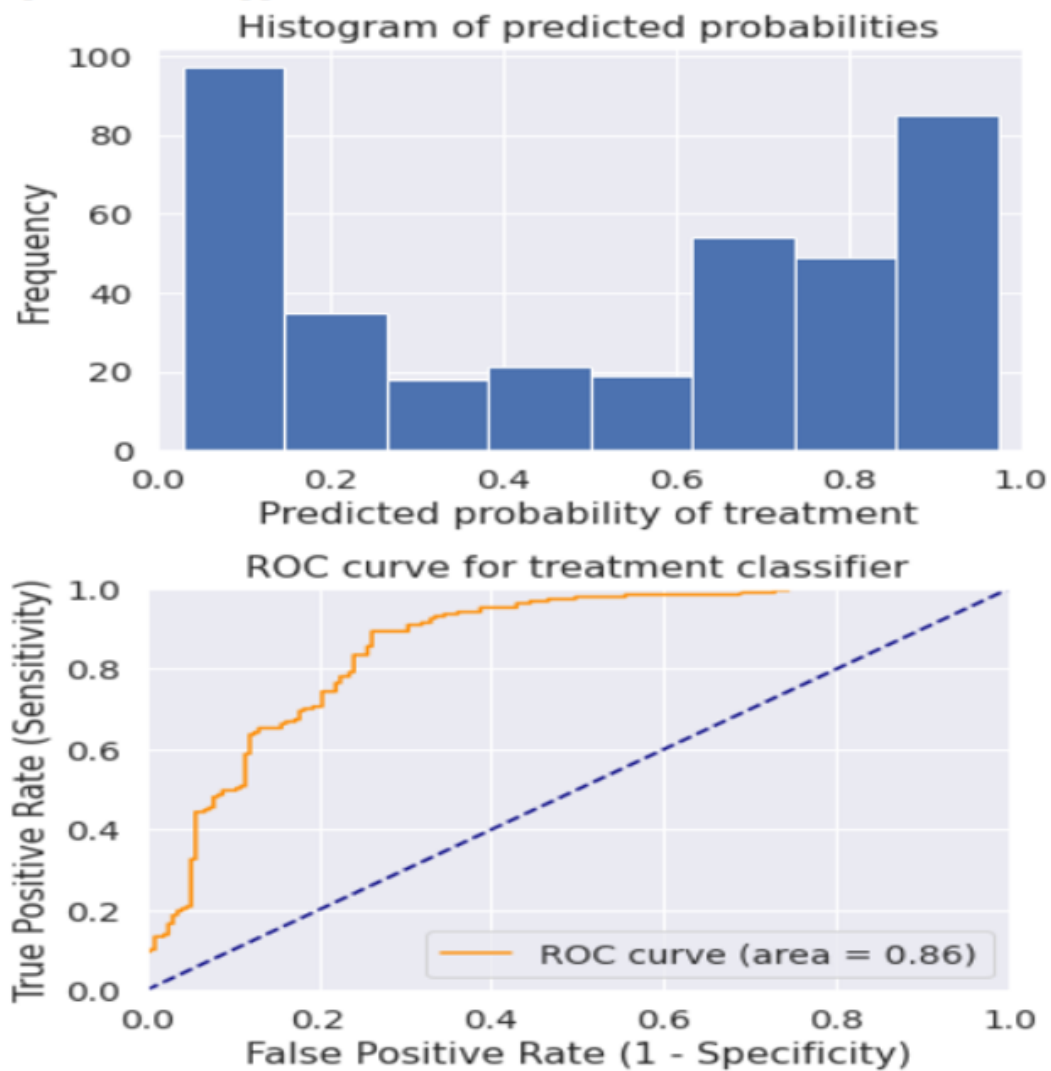 Histogram of predicted probabilities
100
80
60
40
20
0
Frequency
0.0 0.2 0.4 0.6 0.8 1.0
Predicted probability of treatment
ROC curve for treatment classifier
1.0
0.8
0.6
0.4
0.2
0.0
True Positive Rate (Sensitivity)
ROC curve (area = 0.86)
0.0 0.2 0.4 0.6 0.8 1.0
False Positive Rate (1 - Specificity)